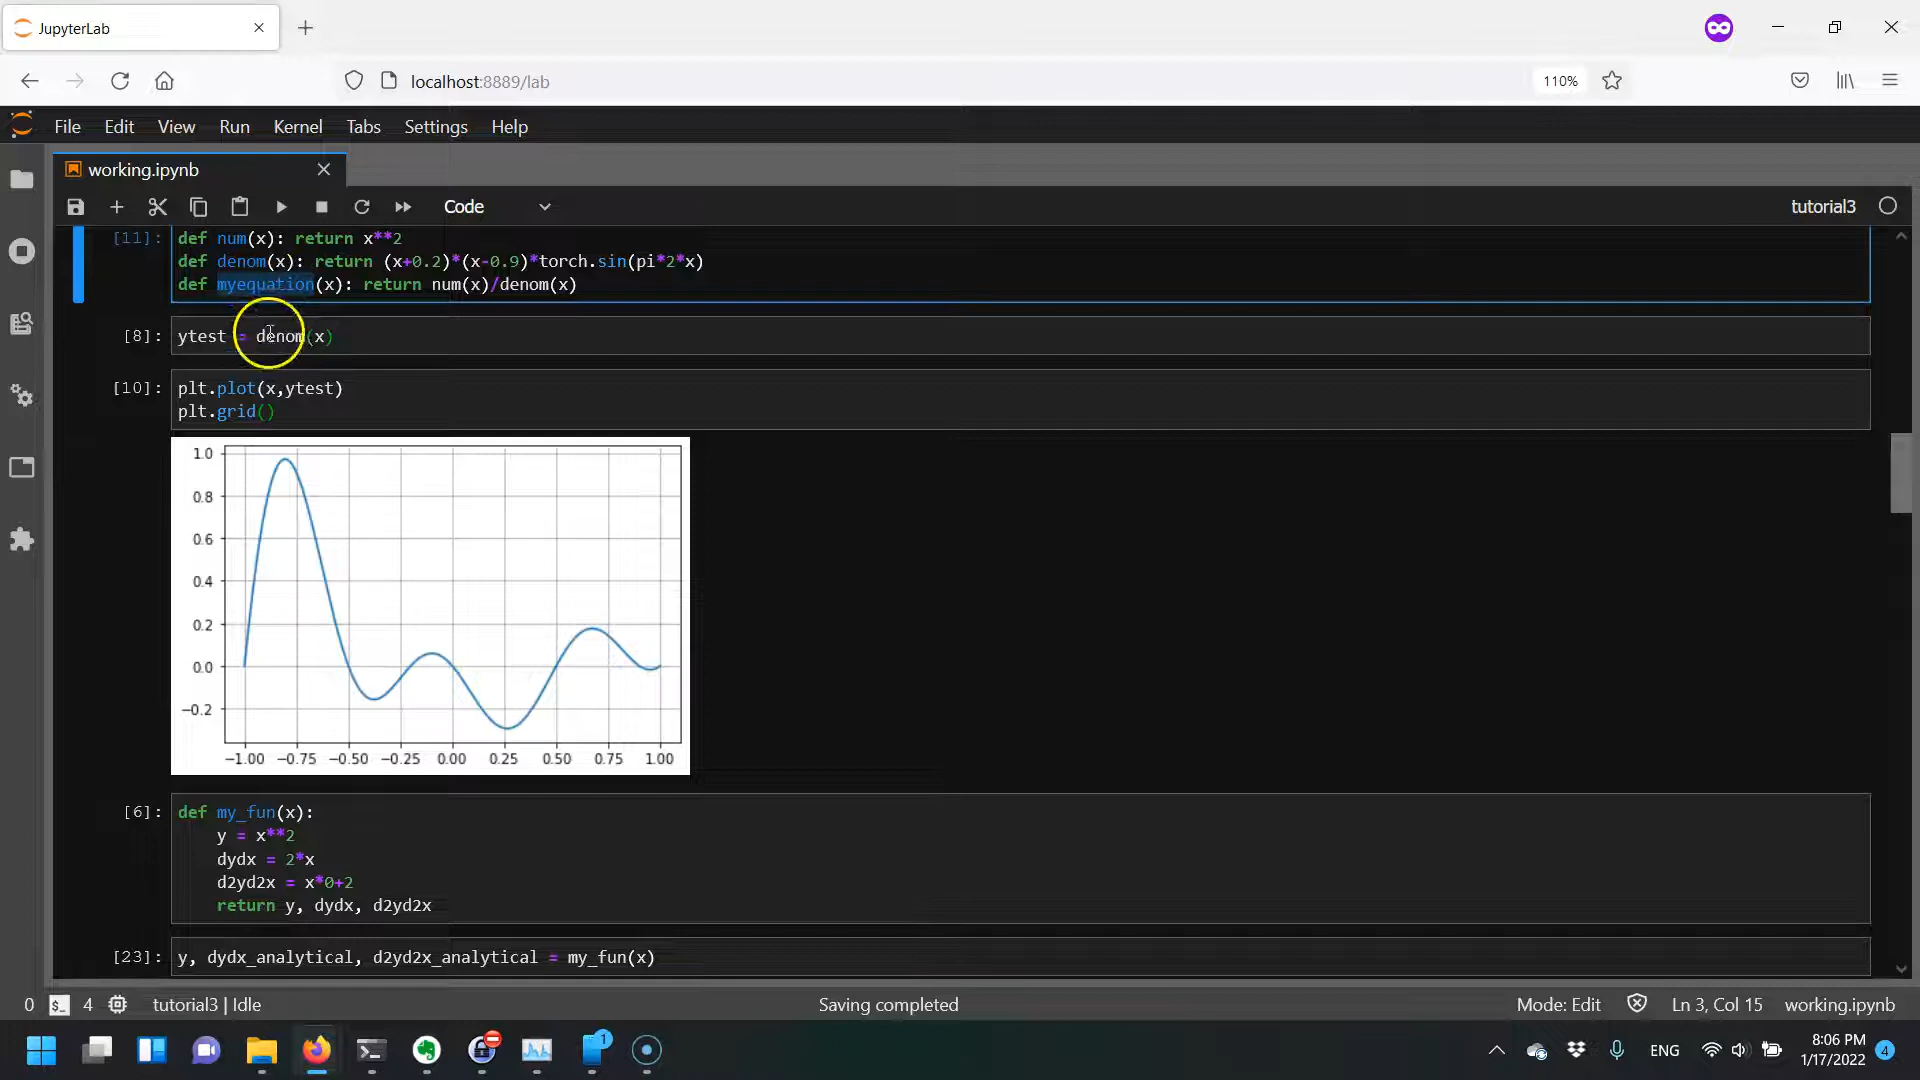 JupyterLab
localhost:8889/lab
110%
File Edit View Run Kernel Tabs Settings Help
working.ipynb
Code
tutorial3
[11]:
def num(x): return x**2
def denom(x): return (x+0.2)*(x-0.9)*torch.sin(pi*2*x)
def myequation(x): return num(x)/denom(x)
[8]:
ytest = denom(x)
[10]:
plt.plot(x,ytest)
plt.grid()
1.0
0.8
0.6
0.4
0.2
0.0
−0.2
−1.00 −0.75 −0.50 −0.25 0.00 0.25 0.50 0.75 1.00
[6]:
def my_fun(x):
y = x**2
dydx = 2*x
d2yd2x = x*0+2
return y, dydx, d2yd2x
[23]:
y, dydx_analytical, d2yd2x_analytical = my_fun(x)
0 $_ 4 tutorial3 | Idle Saving completed Mode: Edit Ln 3, Col 15 working.ipynb
1
ENG
8:06 PM
1/17/2022
4